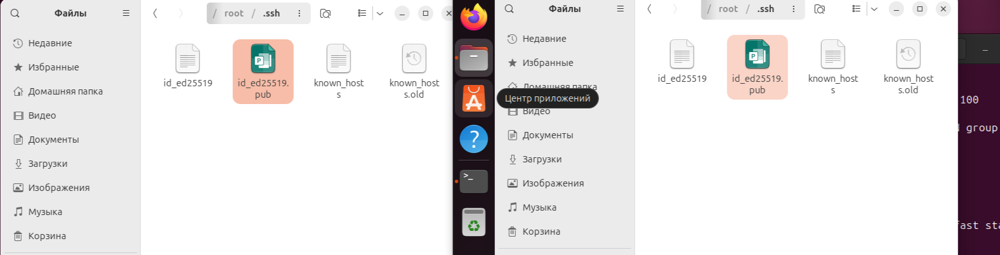 Файлы
/ root / .ssh
Недавние
Избранные
Домашняя папка
Видео
Документы
Загрузки
Изображения
Музыка
Корзина
id_ed25519
id_ed25519.
pub
known_host
s
known_host
s.old
Центр приложений
Файлы
/ root / .ssh
Недавние
Избранные
Домашняя папка
Видео
Документы
Загрузки
Изображения
Музыка
Корзина
id_ed25519
id_ed25519.
pub
known_host
s
known_host
s.old
100
group
fast sta